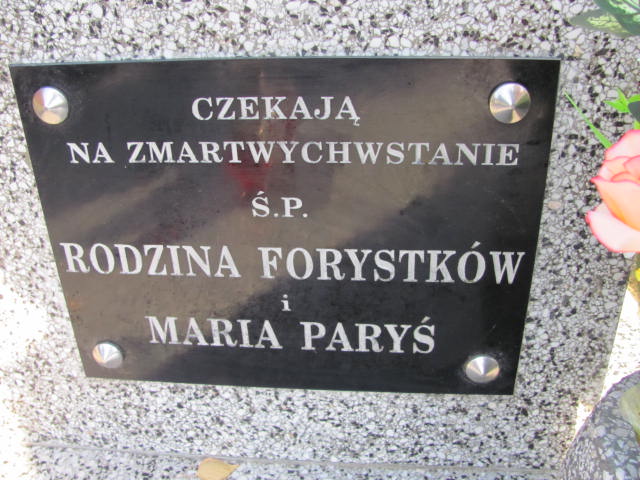 CZEKAJĄ
NA ZMARTWYCHWSTANIE
Ś.P.
RODZINA FORYSTKÓW
i
MARIA PARYŚ